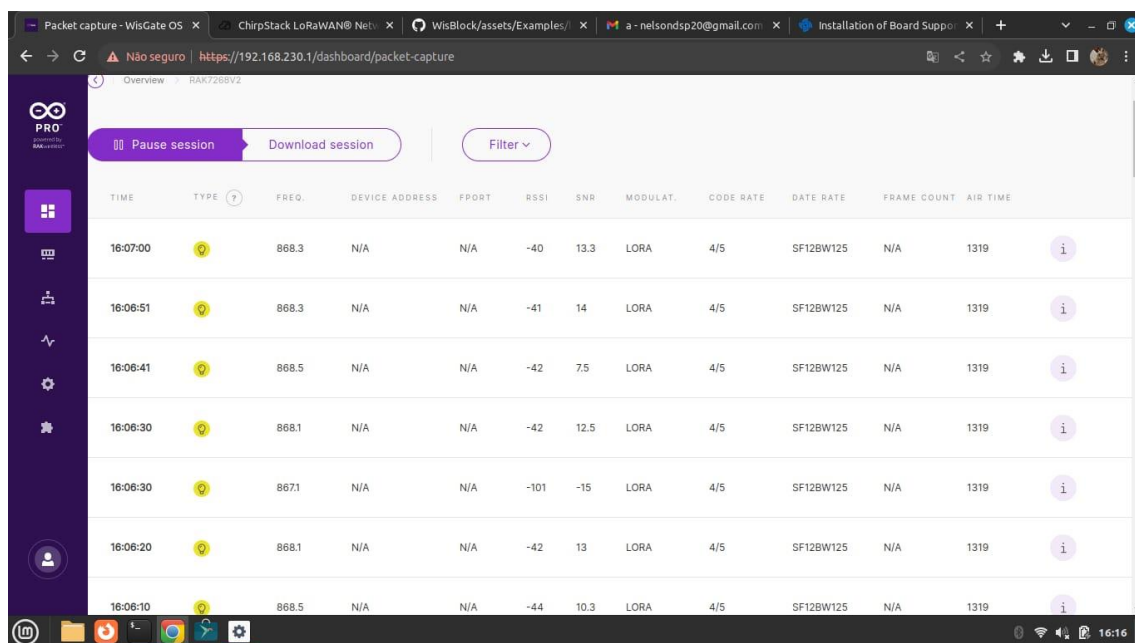 Packet capture - WisGate OS
ChirpStack LoRaWAN® Netw
WisBlock/assets/Examples/
a - nelsondsp20@gmail.com
Installation of Board Suppor
Não seguro https://192.168.230.1/dashboard/packet-capture
Overview RAK7268V2
PRO
powered by
Pause session Download session Filter
TIME TYPE ? FREQ. DEVICE ADDRESS FPORT RSSI SNR MODULAT. CODE RATE DATE RATE FRAME COUNT AIR TIME
16:07:00 868.3 N/A N/A -40 13.3 LORA 4/5 SF12BW125 N/A 1319 i
16:06:51 868.3 N/A N/A -41 14 LORA 4/5 SF12BW125 N/A 1319 i
16:06:41 868.5 N/A N/A -42 7.5 LORA 4/5 SF12BW125 N/A 1319 i
16:06:30 868.1 N/A N/A -42 12.5 LORA 4/5 SF12BW125 N/A 1319 i
16:06:30 867.1 N/A N/A -101 -15 LORA 4/5 SF12BW125 N/A 1319 i
16:06:20 868.1 N/A N/A -42 13 LORA 4/5 SF12BW125 N/A 1319 i
16:06:10 868.5 N/A N/A -44 10.3 LORA 4/5 SF12BW125 N/A 1319 i
16:16